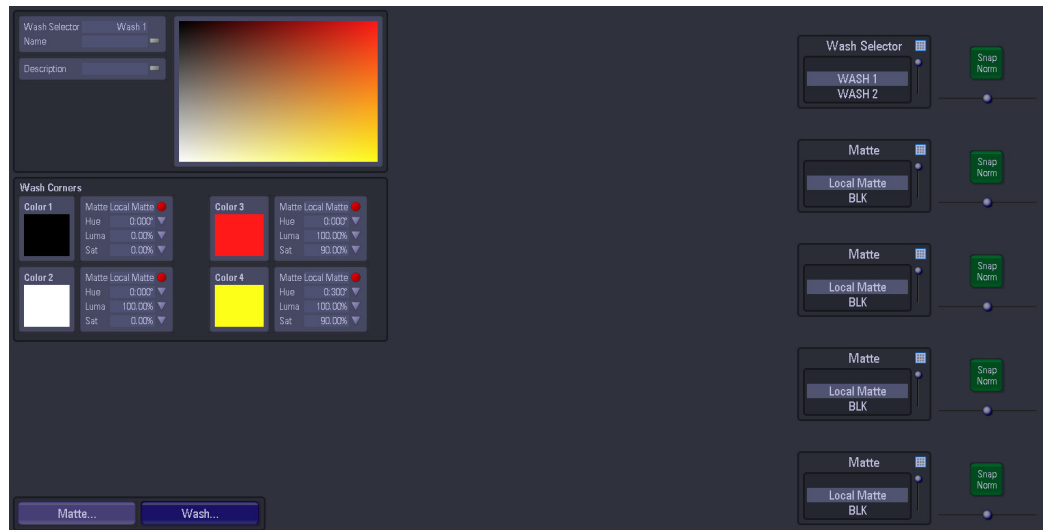 Wash Selector Wash 1
Name
Description
Wash Corners
Color 1
Matte Local Matte
Hue 0:000°
Luma 0.00%
Sat 0.00%
Color 3
Matte Local Matte
Hue 0:000°
Luma 100.00%
Sat 90.00%
Color 2
Matte Local Matte
Hue 0:000°
Luma 100.00%
Sat 0.00%
Color 4
Matte Local Matte
Hue 0:300°
Luma 100.00%
Sat 90.00%
Matte...
Wash...
Wash Selector
WASH 1
WASH 2
Snap
Norm
Matte
Local Matte
BLK
Snap
Norm
Matte
Local Matte
BLK
Snap
Norm
Matte
Local Matte
BLK
Snap
Norm
Matte
Local Matte
BLK
Snap
Norm